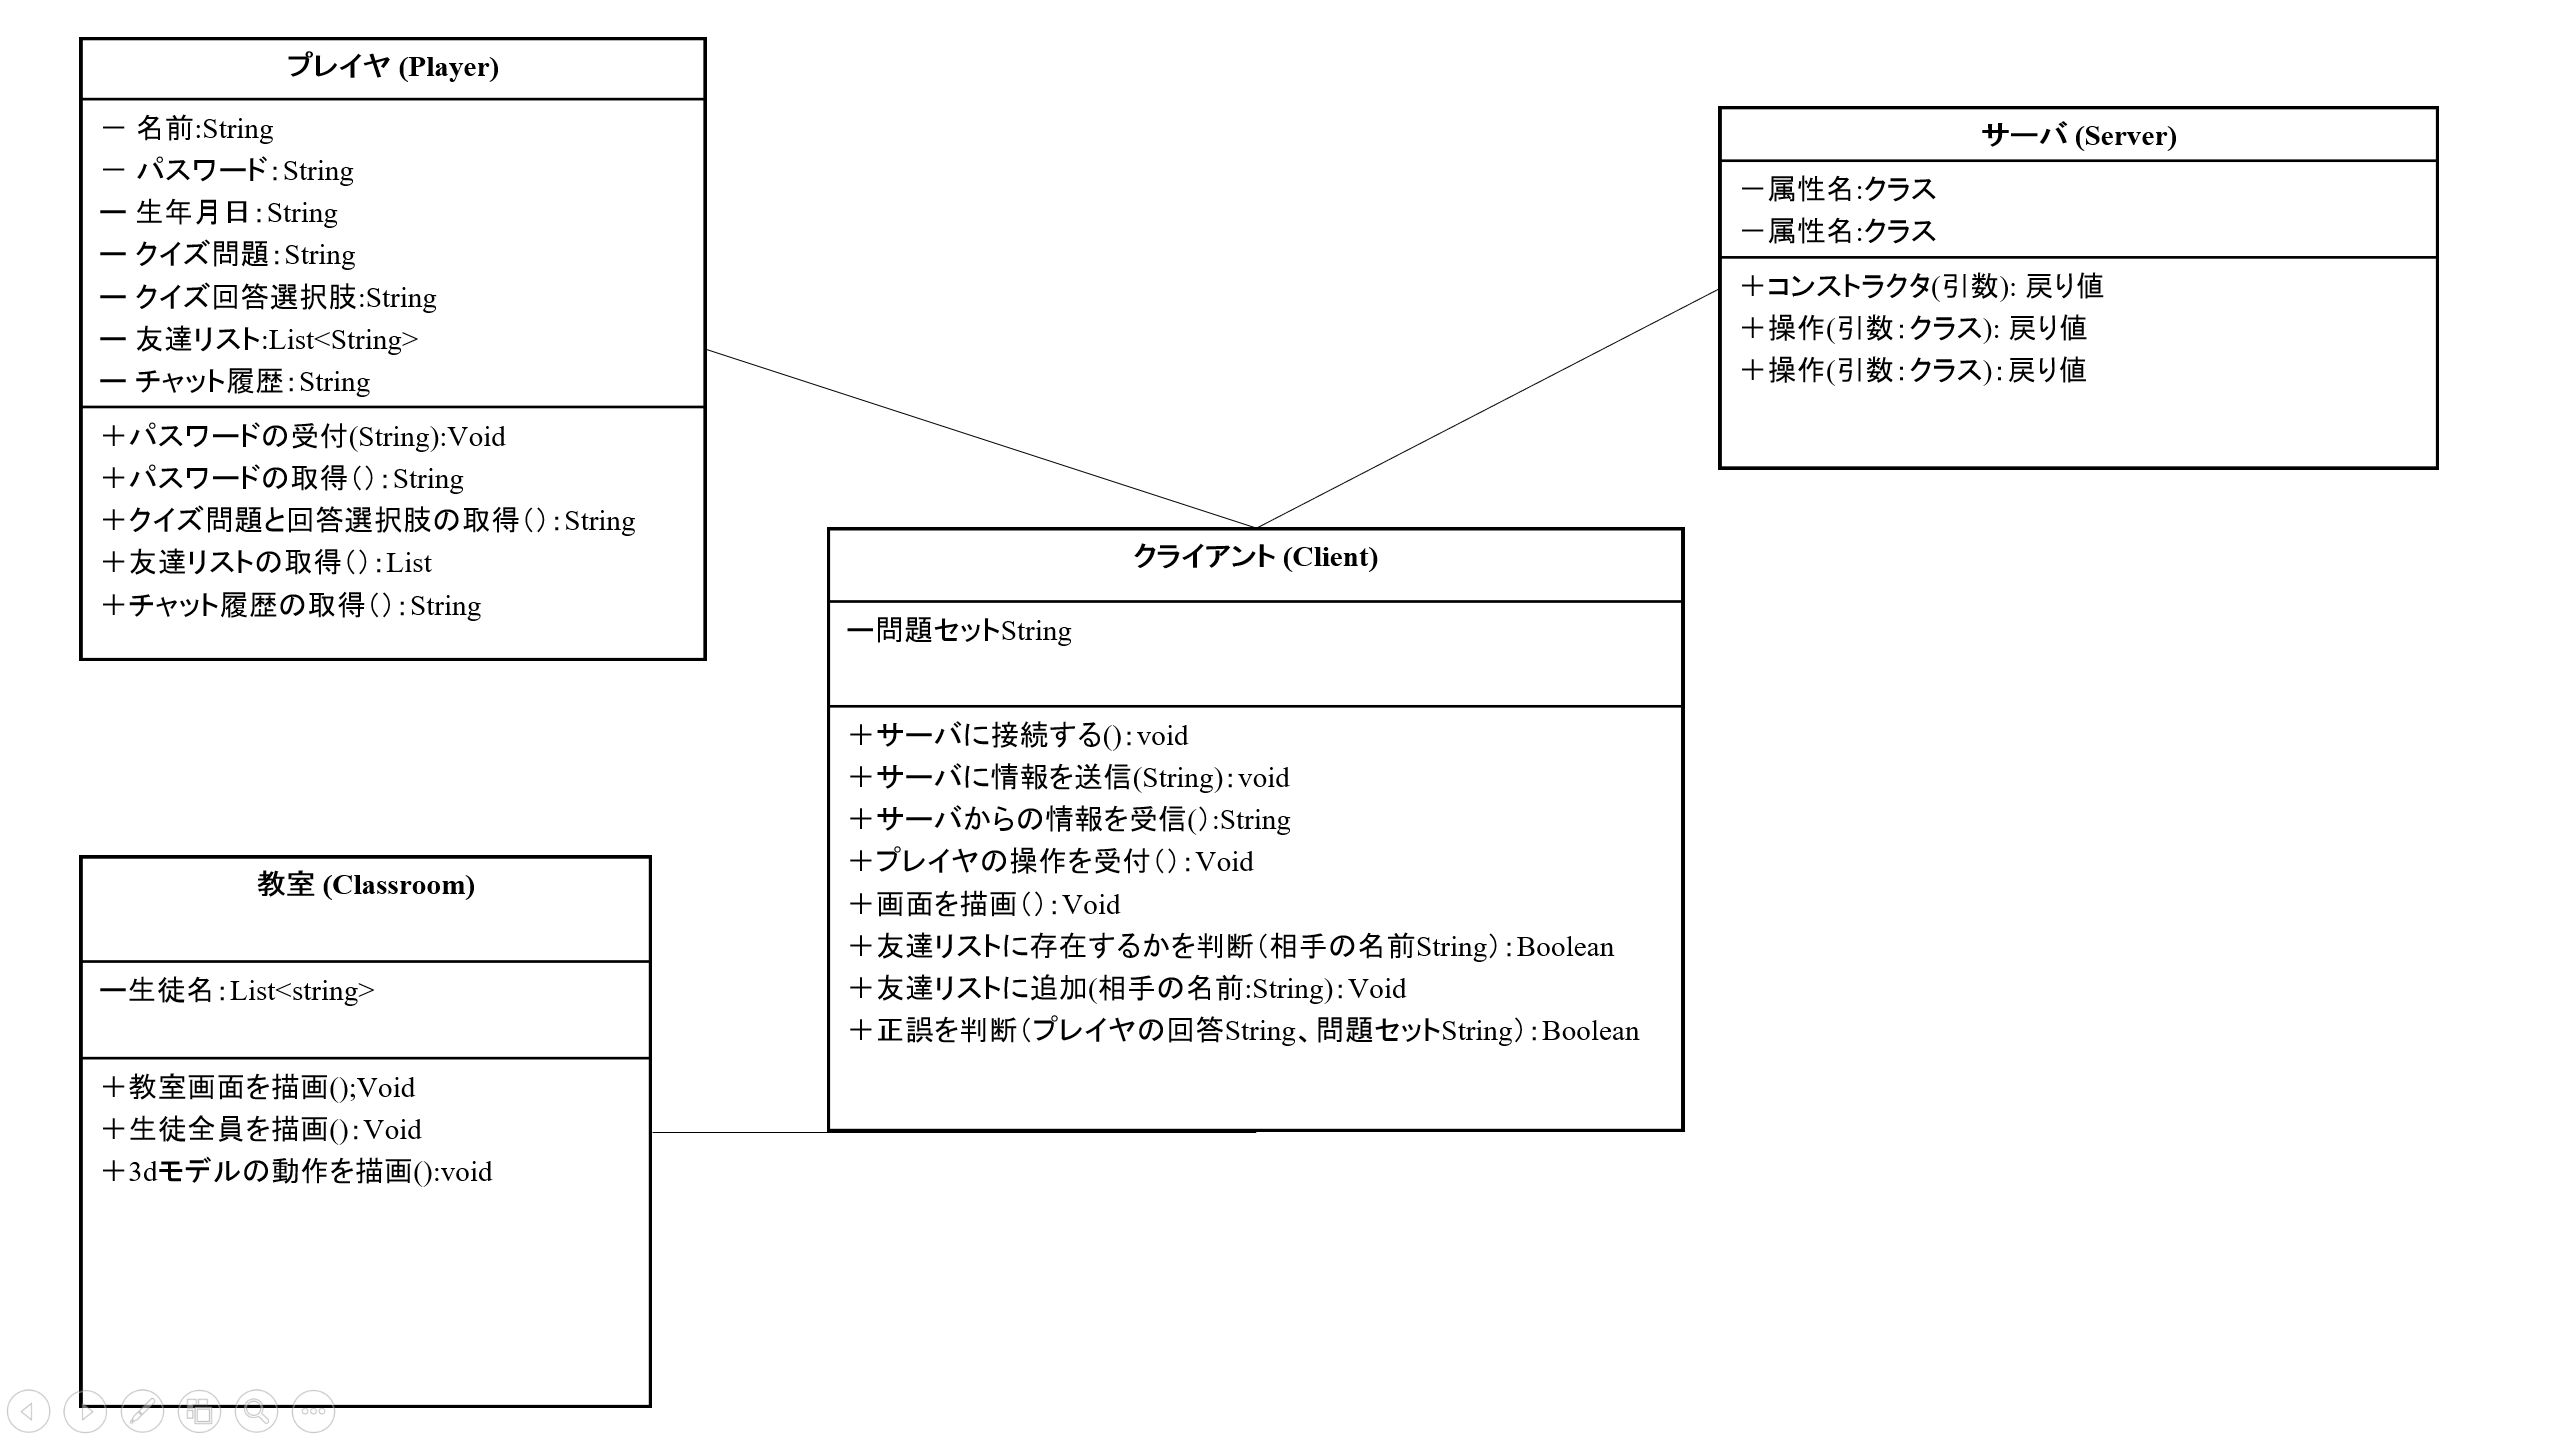 プレイヤ (Player)
－ 名前:String
－ パスワード：String
ー 生年月日：String
ー クイズ問題：String
ー クイズ回答選択肢:String
ー 友達リスト:List<String>
ー チャット履歴：String
＋パスワードの受付(String):Void
＋パスワードの取得（）：String
＋クイズ問題と回答選択肢の取得（）：String
＋友達リストの取得（）：List
＋チャット履歴の取得（）：String
サーバ (Server)
－属性名:クラス
－属性名:クラス
＋コンストラクタ(引数): 戻り値
＋操作(引数：クラス): 戻り値
＋操作(引数：クラス)：戻り値
クライアント (Client)
ー問題セットString
＋サーバに接続する()：void
＋サーバに情報を送信(String)：void
＋サーバからの情報を受信(）:String
＋プレイヤの操作を受付（）：Void
＋画面を描画（）：Void
＋友達リストに存在するかを判断（相手の名前String）：Boolean
＋友達リストに追加(相手の名前:String)：Void
＋正誤を判断（プレイヤの回答String、問題セットString）：Boolean
教室 (Classroom)
ー生徒名：List<string>
＋教室画面を描画();Void
＋生徒全員を描画()：Void
＋3dモデルの動作を描画():void